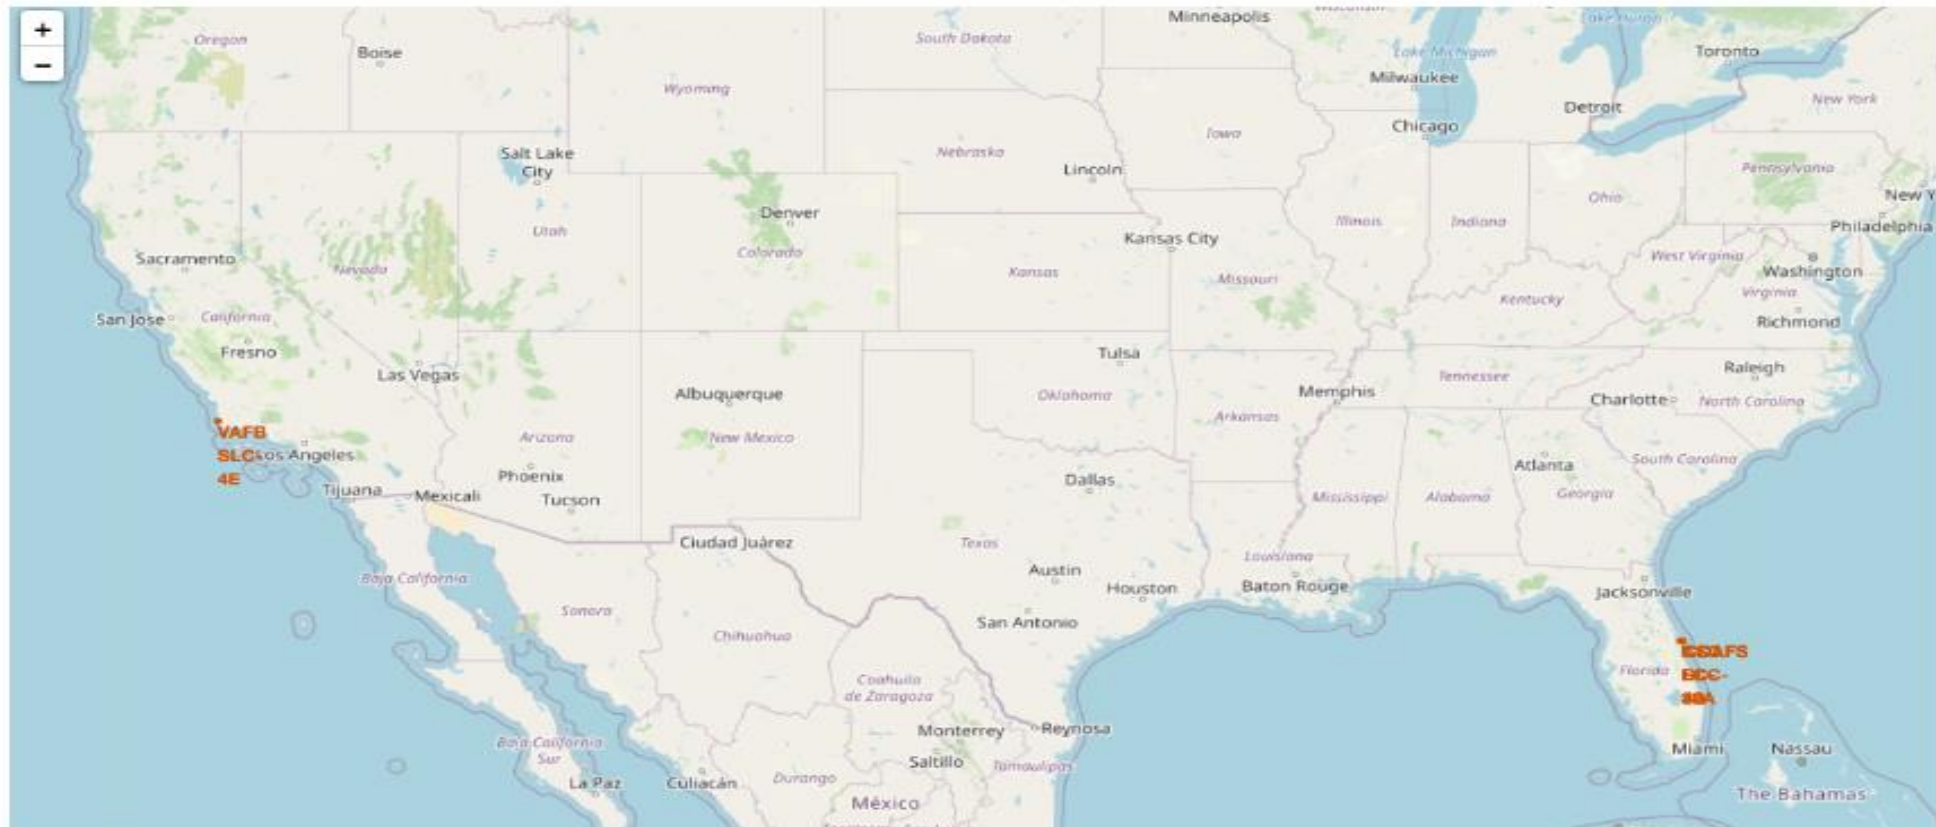 +
−
Minneapolis
Oregon
South Dakota
Lake Huron
Boise
Toronto
Lake Michigan
Milwaukee
Wyoming
New York
Detroit
Chicago
Iowa
Salt Lake
City
Nebraska
Lincoln
Pennsylvania
New Y
Ohio
Denver
Illinois
Indiana
Philadelphia
Utah
Kansas City
Colorado
Sacramento
Nevada
Kansas
Missouri
West Virginia
Washington
Virginia
Kentucky
San Jose
California
Richmond
Fresno
Tulsa
Las Vegas
Raleigh
Tennessee
Albuquerque
Oklahoma
Memphis
Charlotte
North Carolina
Arkansas
VAFB
SLC-
4E
Los Angeles
Arizona
New Mexico
Atlanta
South Carolina
Phoenix
Dallas
Tijuana
Mexicali
Tucson
Mississippi
Alabama
Georgia
Ciudad Juárez
Texas
Louisiana
Baja California
Austin
Houston
Baton Rouge
Jacksonville
Sonora
San Antonio
Chihuahua
Florida
Coahuila
de Zaragoza
Monterrey
Reynosa
Baja California
Sur
Miami
Nassau
Saltillo
Tamaulipas
La Paz
Culiacán
Durango
The Bahamas
México